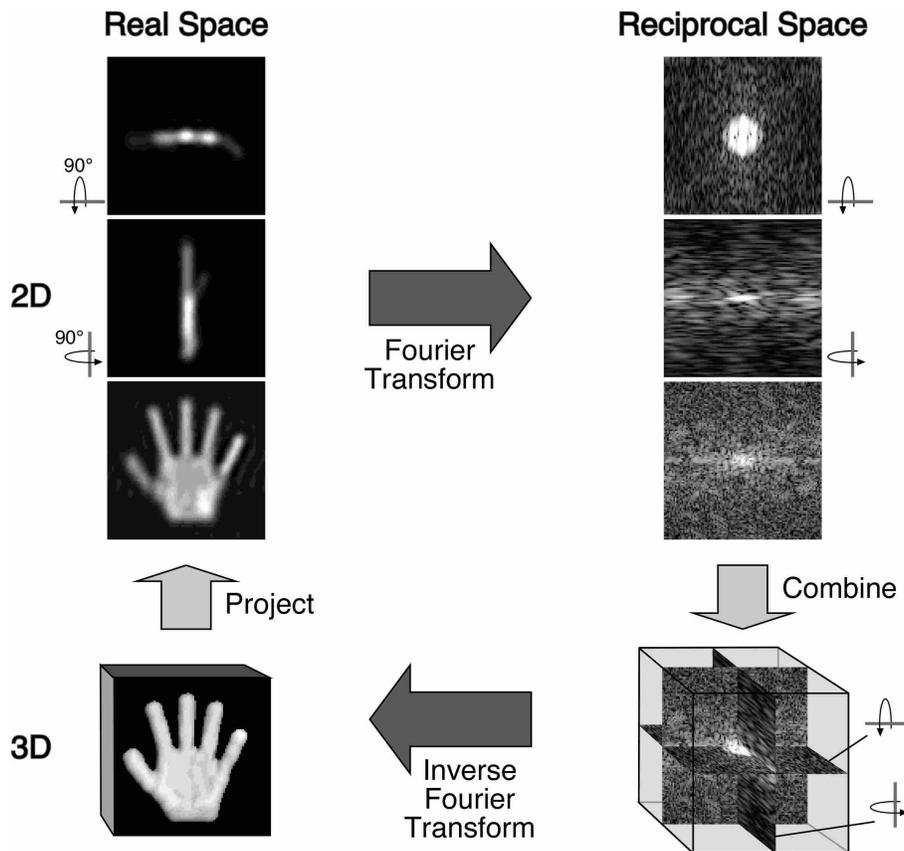 Real Space
Reciprocal Space
90°
2D
90°
Fourier
Transform
Project
Combine
3D
Inverse
Fourier
Transform